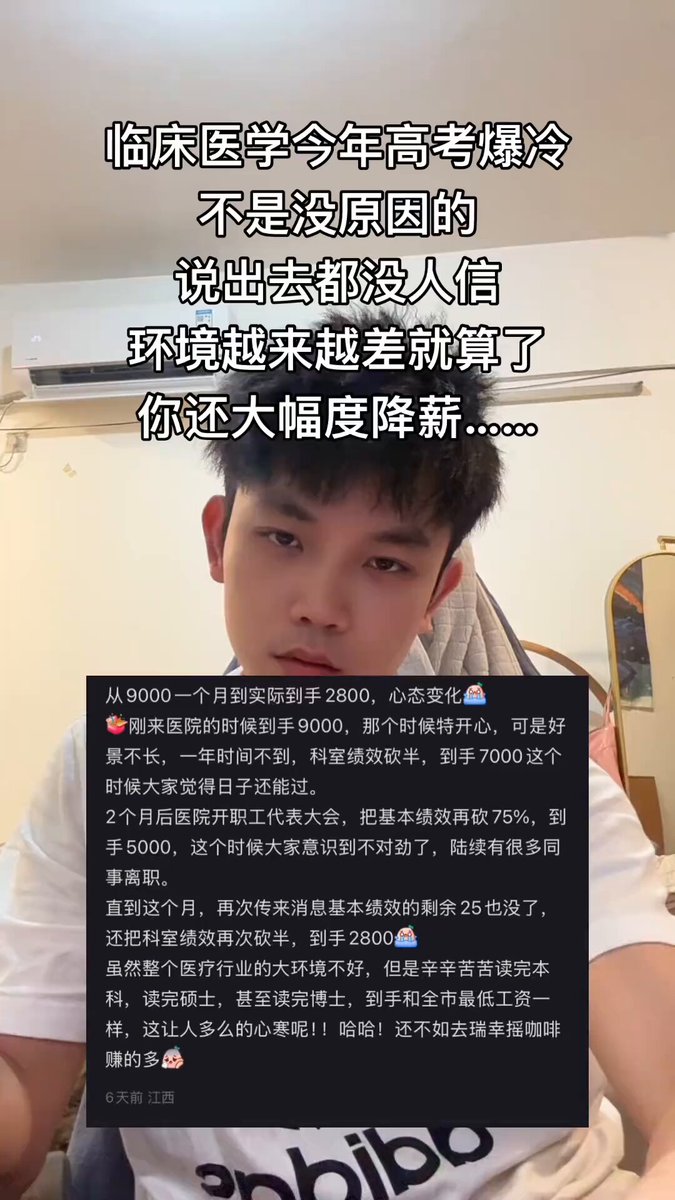 临床医学今年高考爆冷
不是没原因的
说出去都没人信
环境越来越差就算了
你还大幅度降薪……
从9000一个月到实际到手2800，心态变化
刚来医院的时候到手9000，那个时候特开心，可是好
景不长，一年时间不到，科室绩效砍半，到手7000这个
时候大家觉得日子还能过。
2个月后医院开职工代表大会，把基本绩效再砍75%，到
手5000，这个时候大家意识到不对劲了，陆续有很多同
事离职。
直到这个月，再次传来消息基本绩效的剩余25也没了，
还把科室绩效再次砍半，到手2800
虽然整个医疗行业的大环境不好，但是辛辛苦苦读完本
科，读完硕士，甚至读完博士，到手和全市最低工资一
样，这让人多么的心寒呢！！哈哈！还不如去瑞幸摇咖啡
赚的多
6天前 江西
adidas